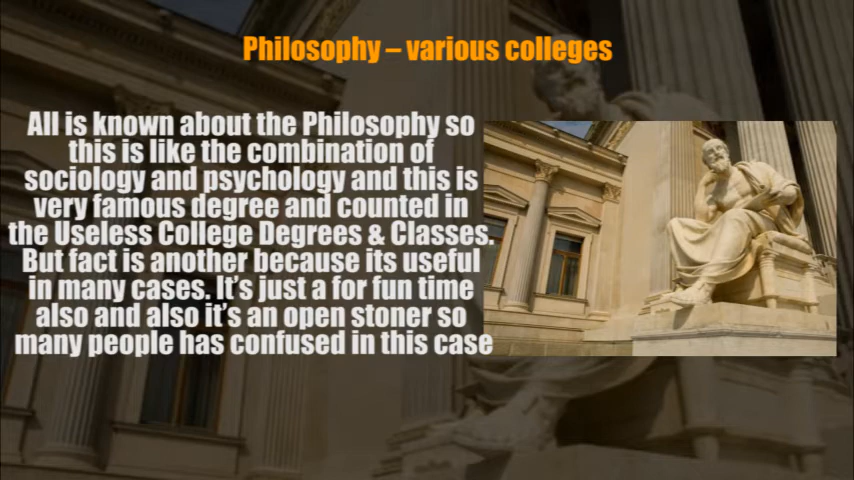 Philosophy – various colleges
All is known about the Philosophy so
this is like the combination of
sociology and psychology and this is
very famous degree and counted in
the Useless College Degrees & Classes.
But fact is another because its useful
in many cases. It's just a for fun time
also and also it's an open stoner so
many people has confused in this case